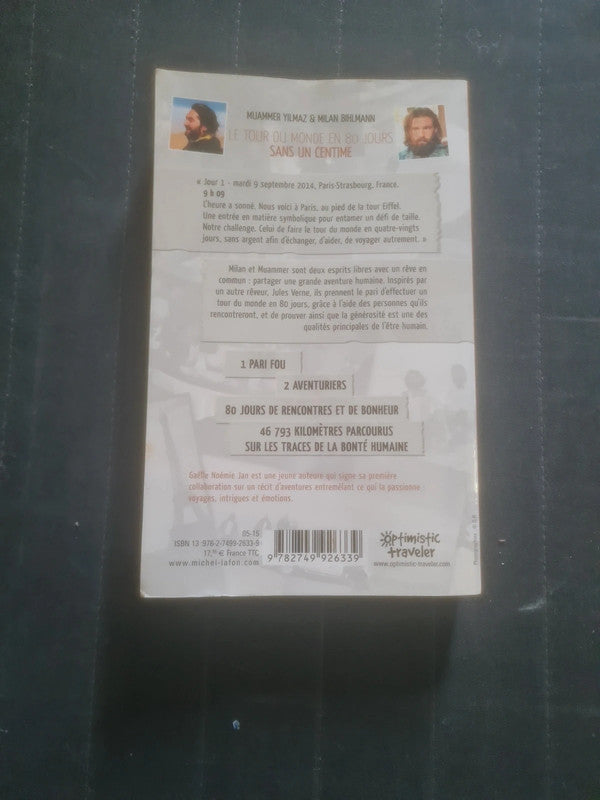 MUAMMER YILMAZ & MILAN BIHLMANN
LE TOUR DU MONDE EN 80 JOURS
SANS UN CENTIME
« Jour 1 - mardi 9 septembre 2014, Paris-Strasbourg, France.
9 h 09
L'heure a sonné. Nous voici à Paris, au pied de la tour Eiffel.
Une entrée en matière symbolique pour entamer un défi de taille.
Notre challenge. Celui de faire le tour du monde en quatre-vingts
jours, sans argent afin d'échanger, d'aider, de voyager autrement. »
Milan et Muammer sont deux esprits libres avec un rêve en
commun : partager une grande aventure humaine. Inspirés par
un autre rêveur, Jules Verne, ils prennent le pari d'effectuer un
tour du monde en 80 jours, grâce à l'aide des personnes qu'ils
rencontreront, et de prouver ainsi que la générosité est une des
qualités principales de l'être humain.
1 PARI FOU
2 AVENTURIERS
80 JOURS DE RENCONTRES ET DE BONHEUR
46 793 KILOMÈTRES PARCOURUS
SUR LES TRACES DE LA BONTÉ HUMAINE
Gaëlle Noémie Jan est une jeune auteure qui signe sa première
collaboration sur un récit d'aventures entremêlant ce qui la passionne :
voyages, intrigues et émotions.
05-15
ISBN 13-978-2-7499-2633-9
17,95 € France TTC
www.michel-lafon.com
9 782749 926339
optimistic
traveler
www.optimistic-traveler.com